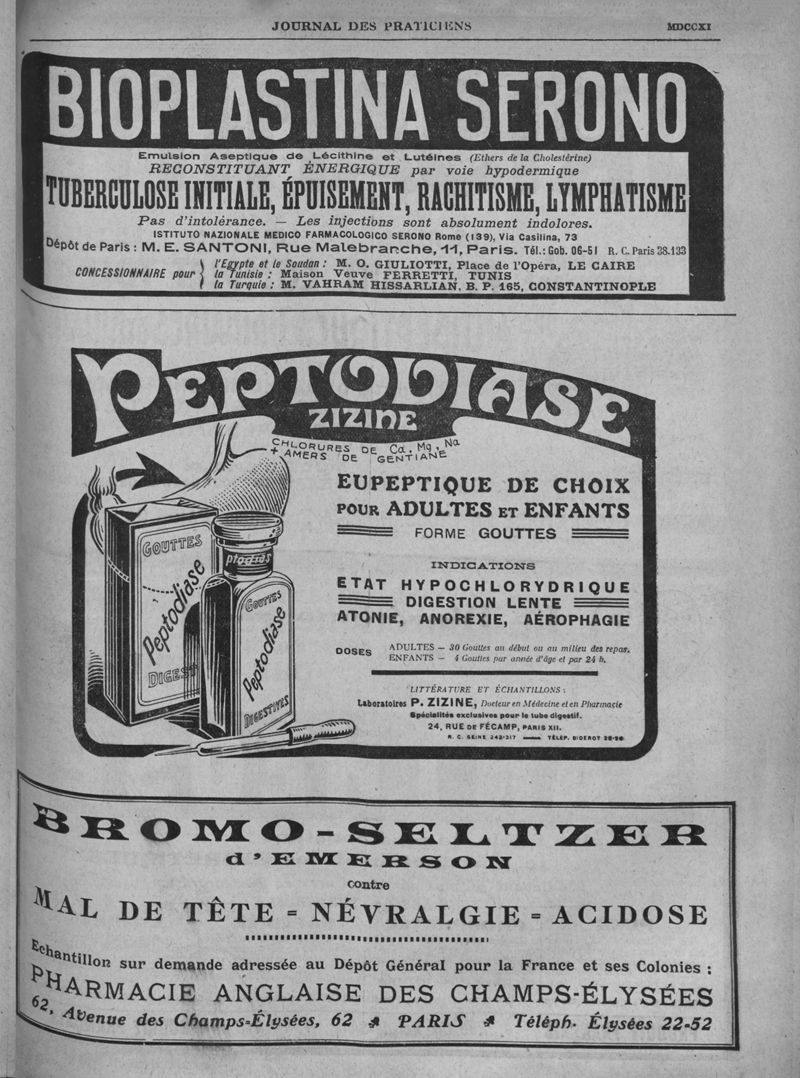 JOURNAL DES PRATICIENS
MDCCXI
BIOPLASTINA SERONO
Emulsion Aseptique de Lécithine et Lutéines (Ethers de la Cholestérine)
RECONSTITUANT ÉNERGIQUE par voie hypodermique
TUBERCULOSE INITIALE, ÉPUISEMENT, RACHITISME, LYMPHATISME
Pas d'intolérance. — Les injections sont absolument indolores.
ISTITUTO NAZIONALE MEDICO FARMACOLOGICO SERONO Rome (139), Via Casilina, 73
Dépôt de Paris : M. E. SANTONI, Rue Malebranche, 11, Paris. Tél.: Gob. 06-51 R. C. Paris 38.133
CONCESSIONNAIRE pour
l'Egypte et le Soudan : M. O. GIULIOTTI, Place de l'Opéra, LE CAIRE
la Tunisie : Maison Veuve FERRETTI, TUNIS
la Turquie : M. VAHRAM HISSARLIAN. B. P. 165, CONSTANTINOPLE
PEPTODIASE
ZIZINE
CHLORURES DE Ca, Mg, Na
+ AMERS DE GENTIANE
EUPEPTIQUE DE CHOIX
POUR ADULTES ET ENFANTS
FORME GOUTTES
INDICATIONS
ETAT HYPOCHLORYDRIQUE
DIGESTION LENTE
ATONIE, ANOREXIE, AÉROPHAGIE
DOSES
ADULTES — 30 Gouttes au début ou au milieu des repas.
ENFANTS — 4 Gouttes par année d'âge et par 24 h.
LITTÉRATURE ET ÉCHANTILLONS :
Laboratoires P. ZIZINE, Docteur en Médecine et en Pharmacie
Spécialités exclusives pour le tube digestif.
24, RUE DE FÉCAMP, PARIS XII.
R. C. SEINE 242-317 — TÉLÉP. DIDEROT
GOUTTES
Peptodiase
DIGEST
ptodias
GOUTTES
Peptodiase
DIGESTIVES
BROMO-SELTZER
d'EMERSON
contre
MAL DE TÊTE = NÉVRALGIE = ACIDOSE
Echantillon sur demande adressée au Dépôt Général pour la France et ses Colonies :
PHARMACIE ANGLAISE DES CHAMPS-ÉLYSÉES
62, Avenue des Champs-Élysées, 62 PARIS Téléph. Élysées 22-52